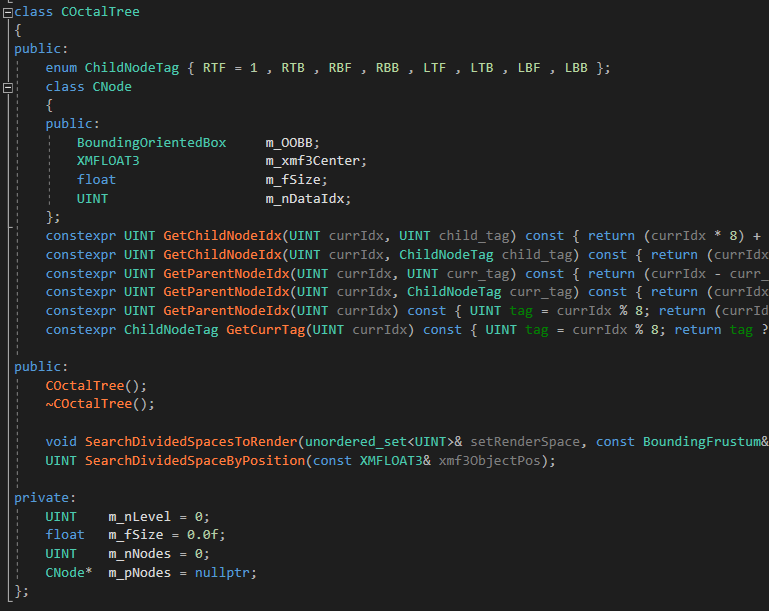 class COctalTree
{
public:
    enum ChildNodeTag { RTF = 1 , RTB , RBF , RBB , LTF , LTB , LBF , LBB };
    class CNode
    {
    public:
        BoundingOrientedBox     m_OOBB;
        XMFLOAT3                m_xmf3Center;
        float                   m_fSize;
        UINT                    m_nDataIdx;
    };
    constexpr UINT GetChildNodeIdx(UINT currIdx, UINT child_tag) const { return (currIdx * 8) +
    constexpr UINT GetChildNodeIdx(UINT currIdx, ChildNodeTag child_tag) const { return (currIdx
    constexpr UINT GetParentNodeIdx(UINT currIdx, UINT curr_tag) const { return (currIdx - curr_
    constexpr UINT GetParentNodeIdx(UINT currIdx, ChildNodeTag curr_tag) const { return (currIdx
    constexpr UINT GetParentNodeIdx(UINT currIdx) const { UINT tag = currIdx % 8; return (currId
    constexpr ChildNodeTag GetCurrTag(UINT currIdx) const { UINT tag = currIdx % 8; return tag ?
public:
    COctalTree();
    ~COctalTree();
    void SearchDividedSpacesToRender(unordered_set<UINT>& setRenderSpace, const BoundingFrustum&
    UINT SearchDividedSpaceByPosition(const XMFLOAT3& xmf3ObjectPos);
private:
    UINT    m_nLevel = 0;
    float   m_fSize = 0.0f;
    UINT    m_nNodes = 0;
    CNode*  m_pNodes = nullptr;
};